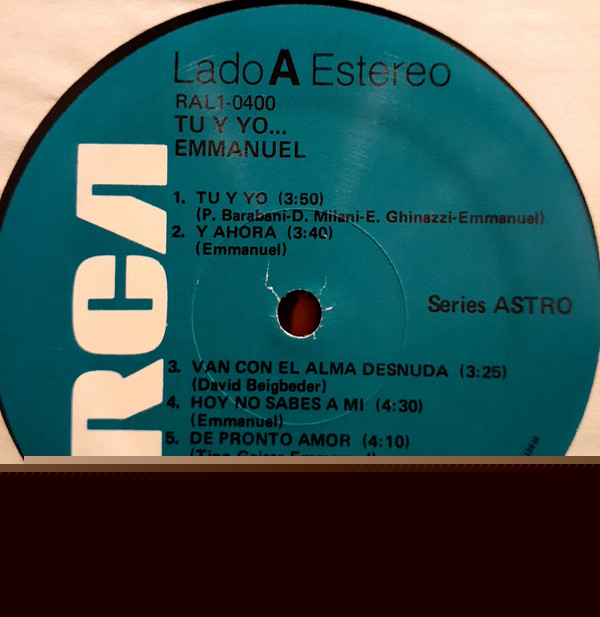 Lado A Estereo
RAL1-0400
TU Y YO...
EMMANUEL
RCA
1. TU Y YO (3:50)
(P. Barabani-D. Milani-E. Ghinazzi-Emmanuel)
2. Y AHORA (3:40)
(Emmanuel)
Series ASTRO
3. VAN CON EL ALMA DESNUDA (3:25)
(David Beigbeder)
4. HOY NO SABES A MI (4:30)
(Emmanuel)
5. DE PRONTO AMOR (4:10)